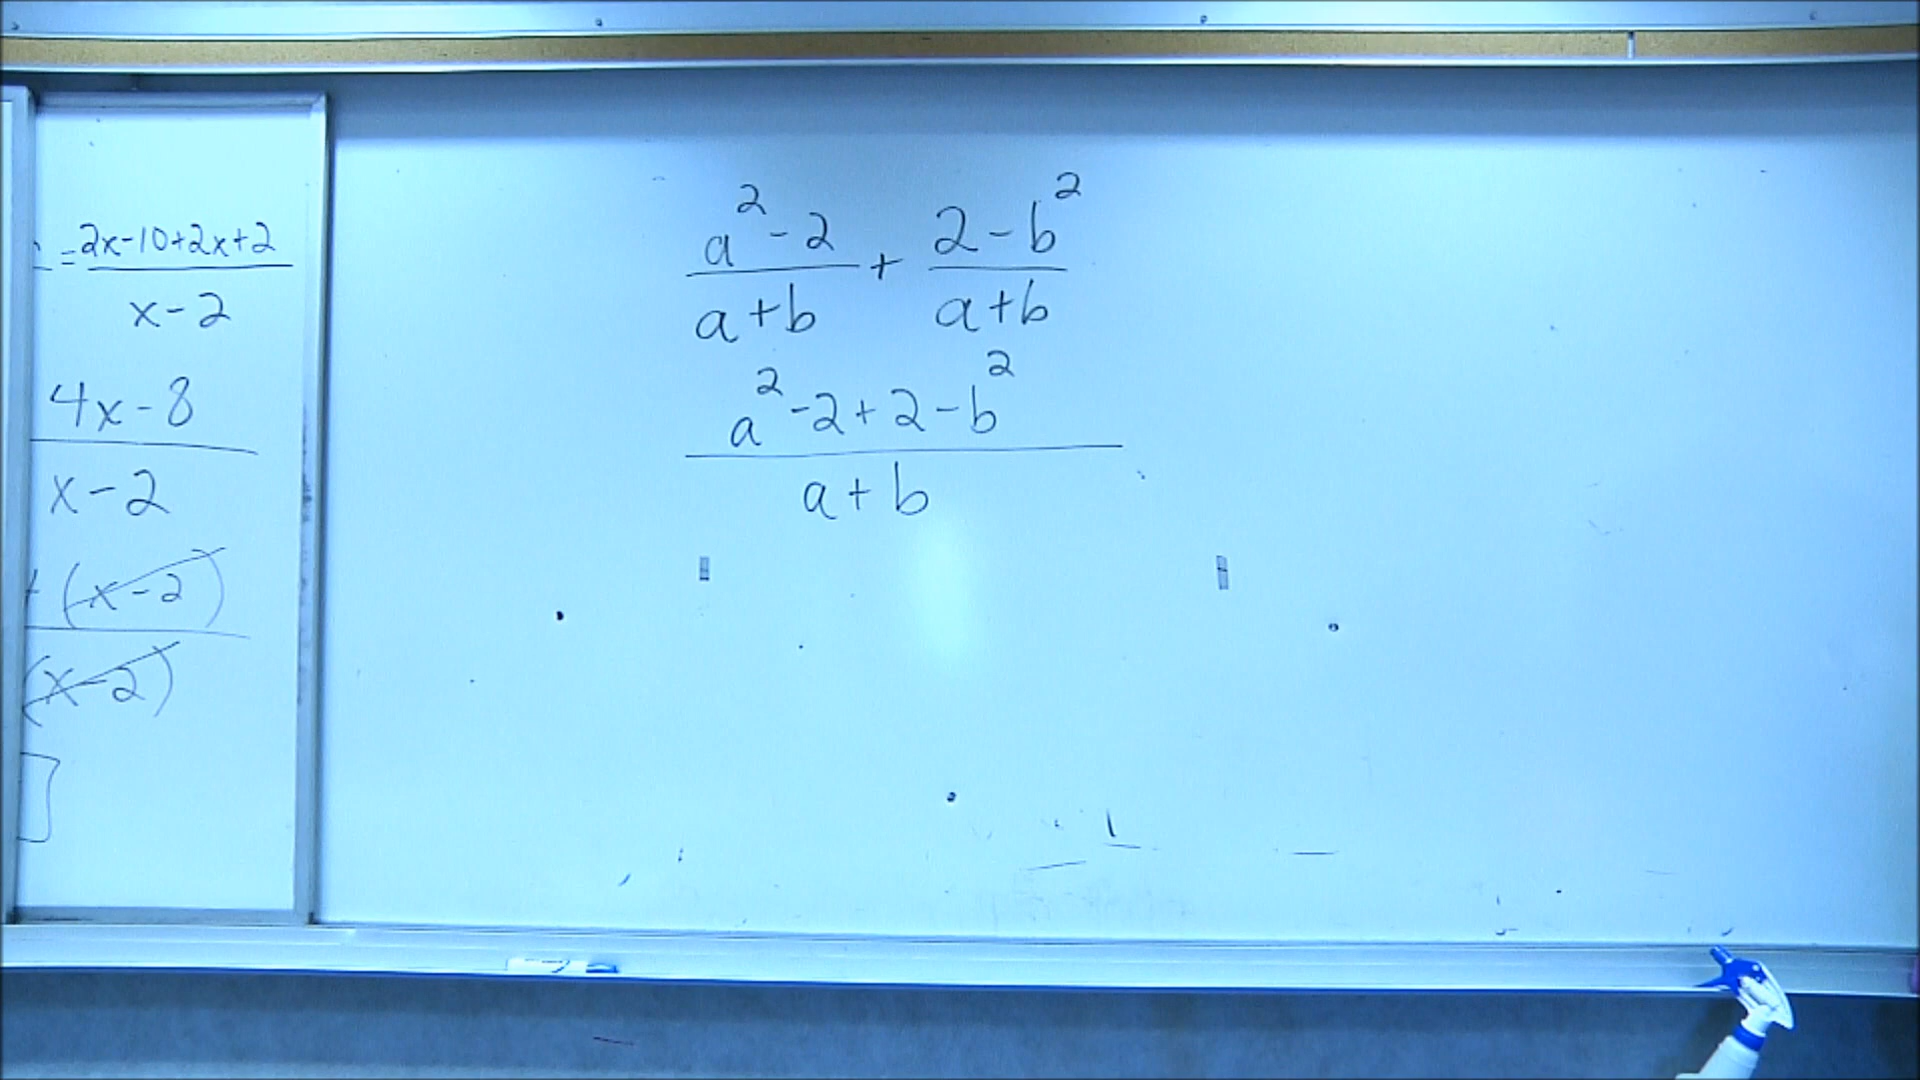 = 2x-10+2x+2
x-2
4x-8
x-2
(x-2)
(x-2)
a²-2 + 2-b²
a+b a+b
a²-2+2-b²
a+b